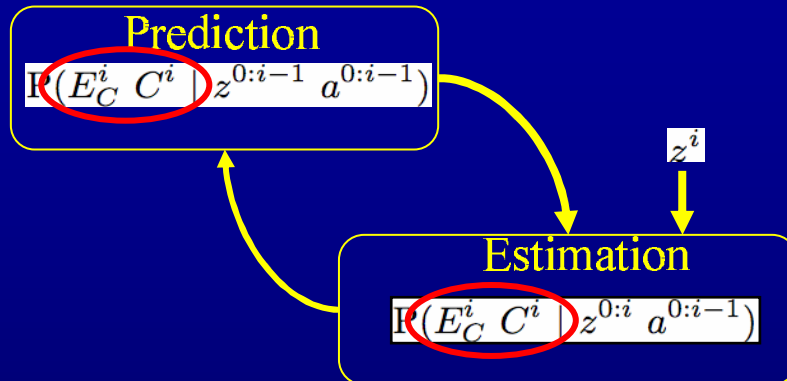 Prediction
P(E_C^i C^i | z^{0:i−1} a^{0:i−1})
z^i
Estimation
P(E_C^i C^i | z^{0:i} a^{0:i−1})